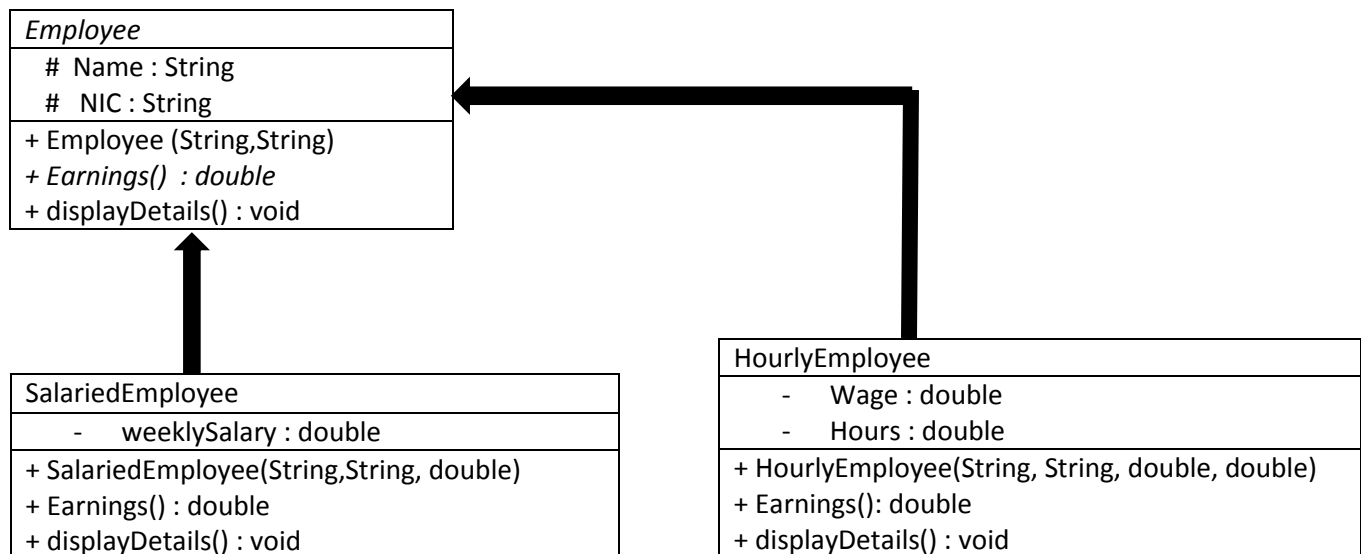 Employee
# Name : String
# NIC : String
+ Employee (String,String)
+ Earnings() : double
+ displayDetails() : void
SalariedEmployee
- weeklySalary : double
+ SalariedEmployee(String,String, double)
+ Earnings() : double
+ displayDetails() : void
HourlyEmployee
- Wage : double
- Hours : double
+ HourlyEmployee(String, String, double, double)
+ Earnings(): double
+ displayDetails() : void